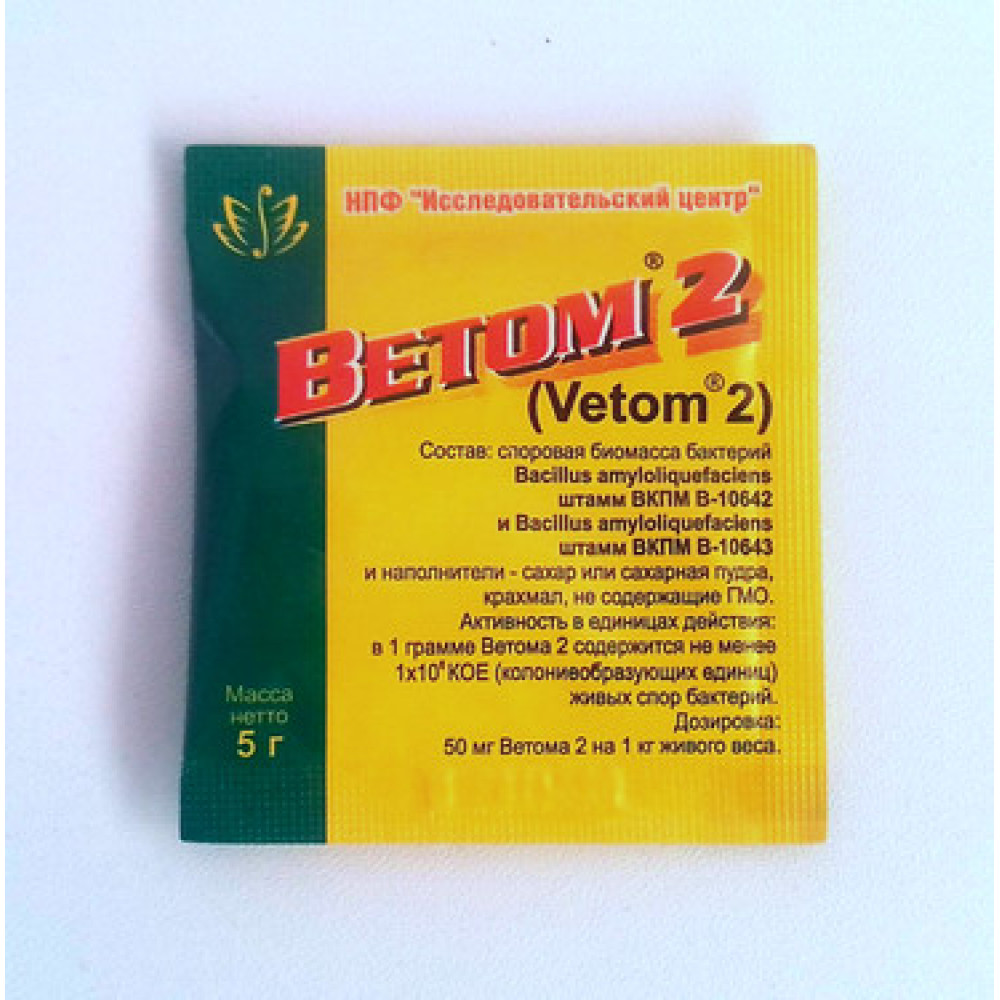 НПФ "Исследовательский центр"
Ветом® 2
(Vetom® 2)
Состав: споровая биомасса бактерий
Bacillus amyloliquefaciens
штамм ВКПМ В-10642
и Bacillus amyloliquefaciens
штамм ВКПМ В-10643
и наполнители - сахар или сахарная пудра,
крахмал, не содержащие ГМО.
Активность в единицах действия:
в 1 грамме Ветома 2 содержится не менее
1х10⁶ КОЕ (колониеобразующих единиц)
живых спор бактерий.
Дозировка:
50 мг Ветома 2 на 1 кг живого веса.
Масса
нетто
5 г